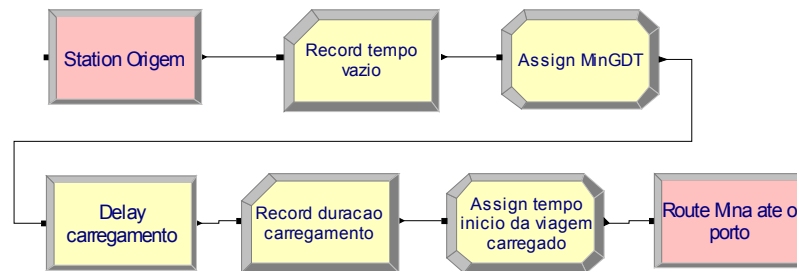 Station Origem
Record tempo
vazio
Assign MinGDT
Delay
carregamento
Record duracao
carregamento
Assign tempo
inicio da viagem
carregado
Route Mina ate o
porto